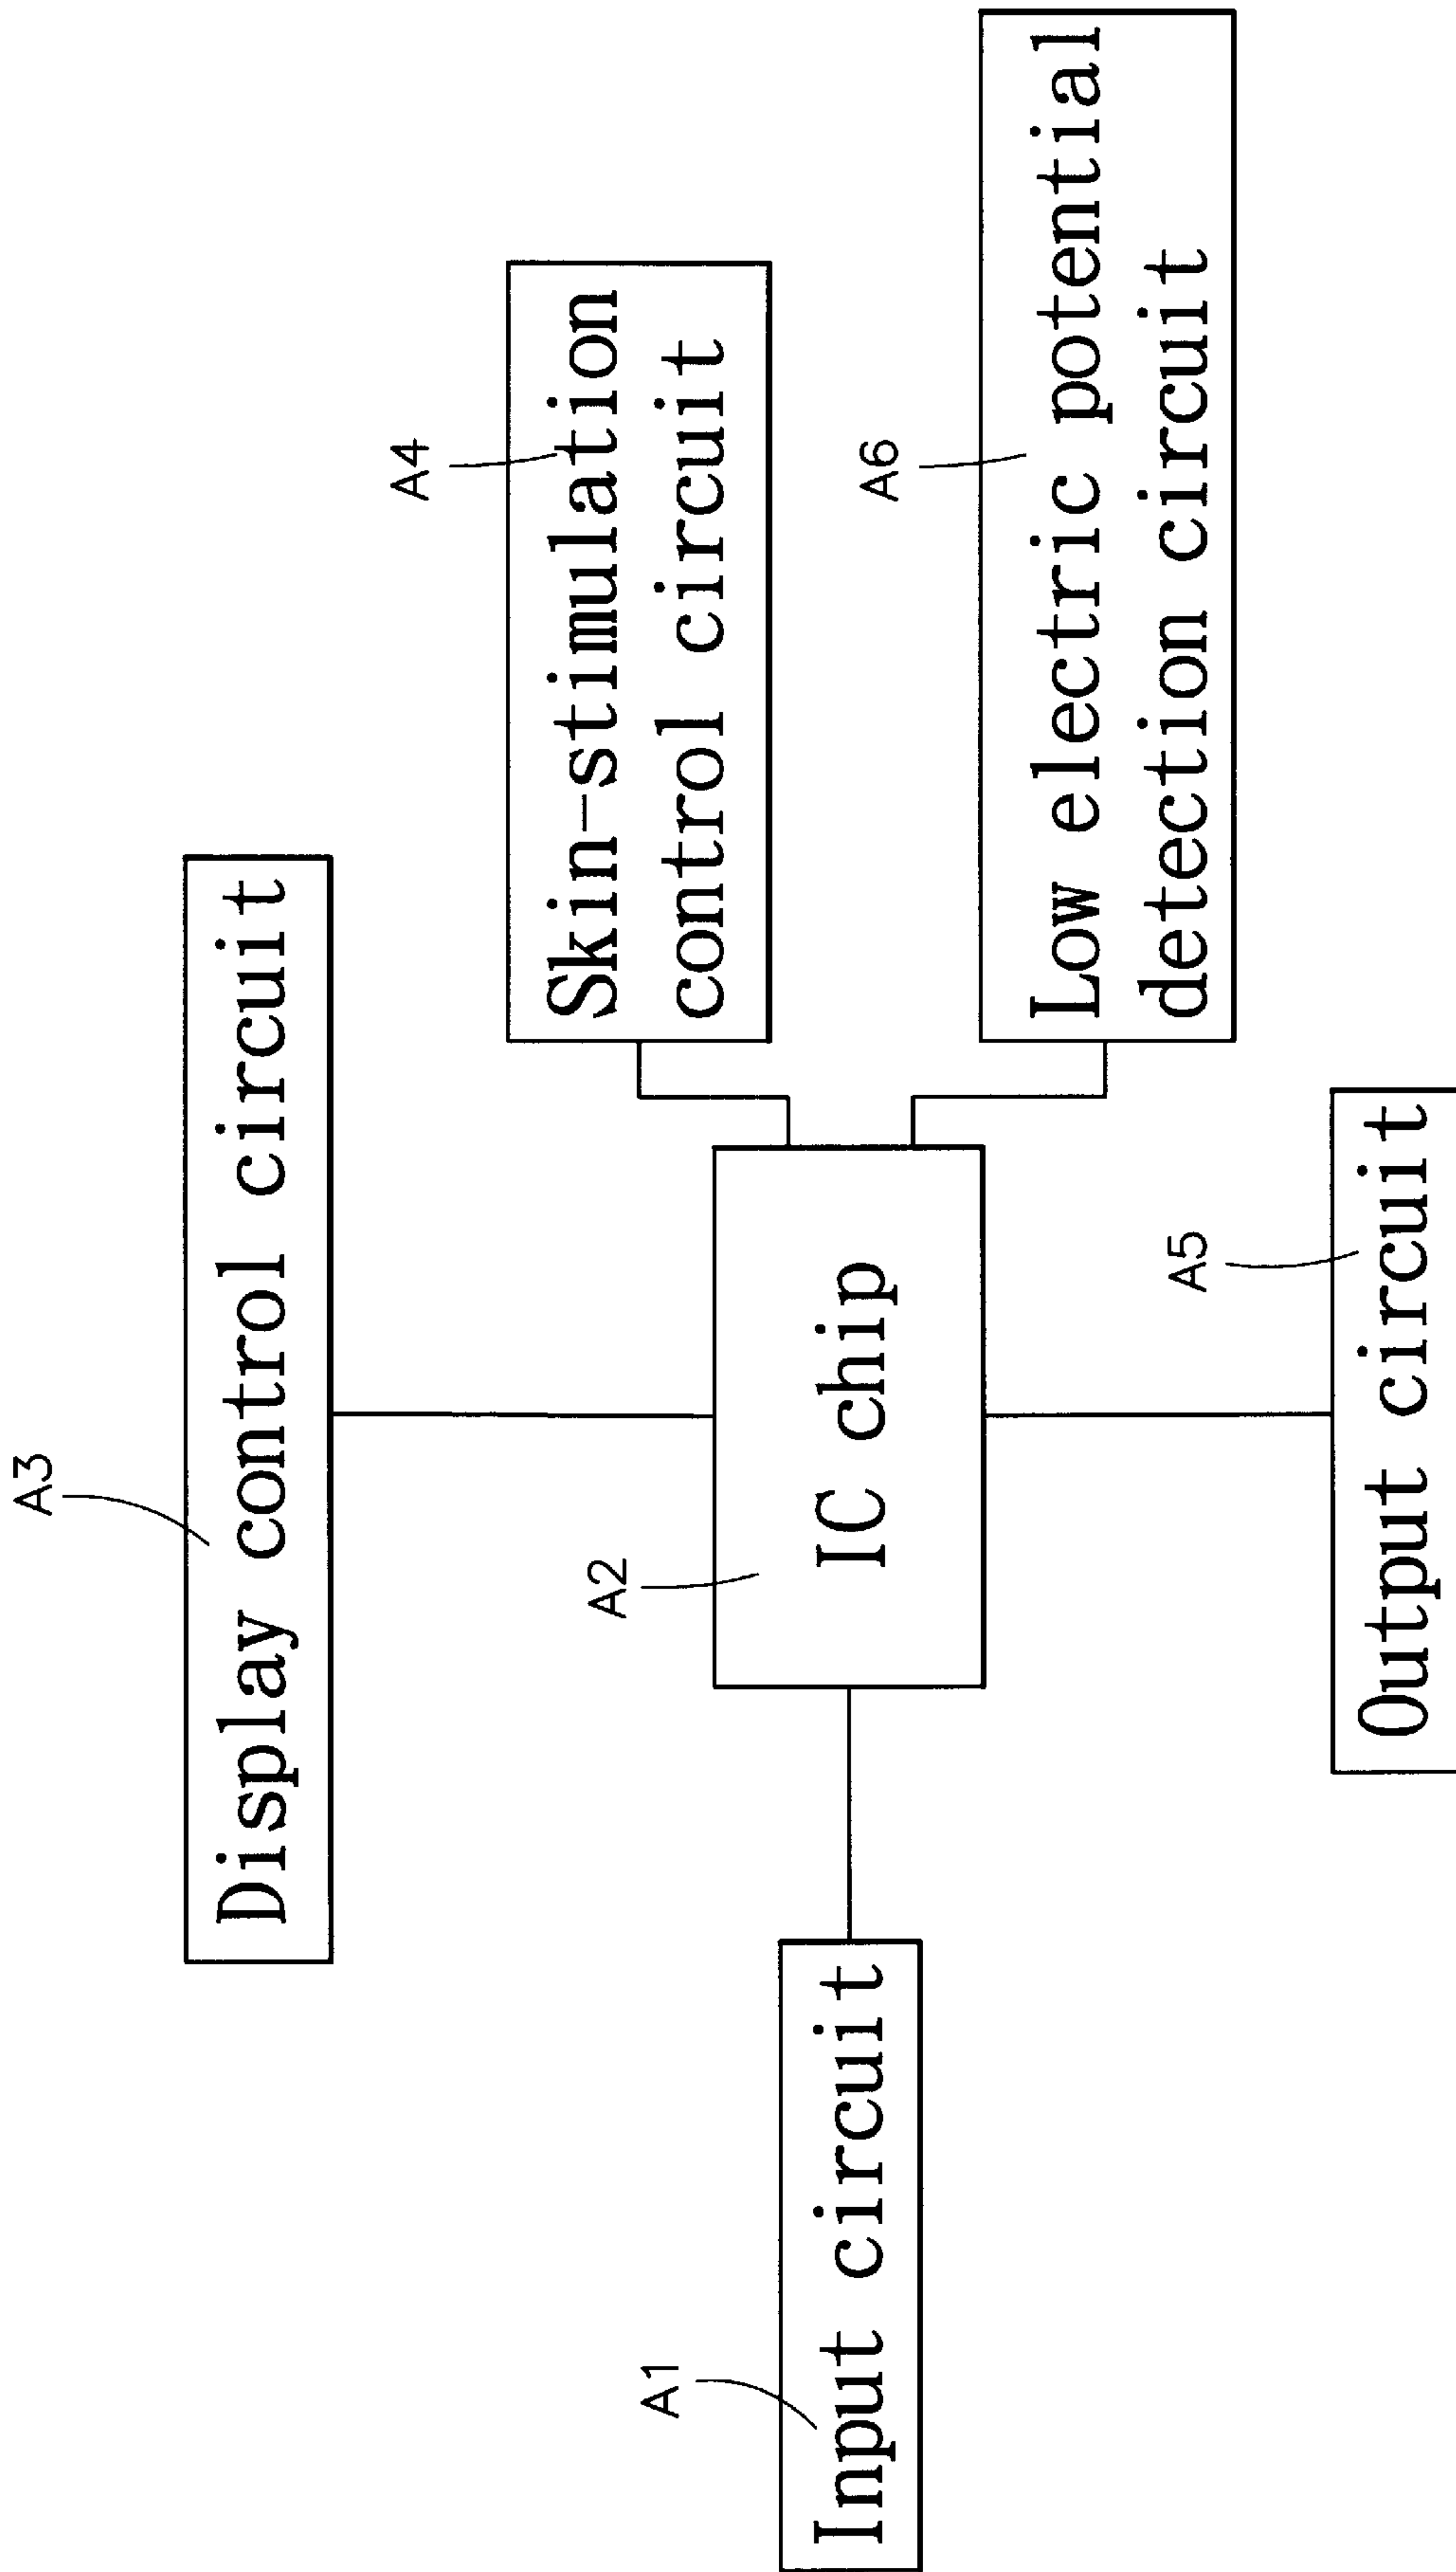 A3
Display control circuit
A4
Skin-stimulation
control circuit
A2
IC chip
A1
Input circuit
A6
Low electric potential
detection circuit
A5
Output circuit